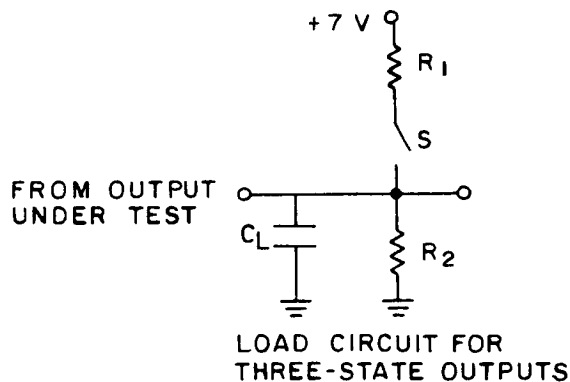 +7 V
R1
S
FROM OUTPUT
UNDER TEST
CL
R2
LOAD CIRCUIT FOR
THREE-STATE OUTPUTS